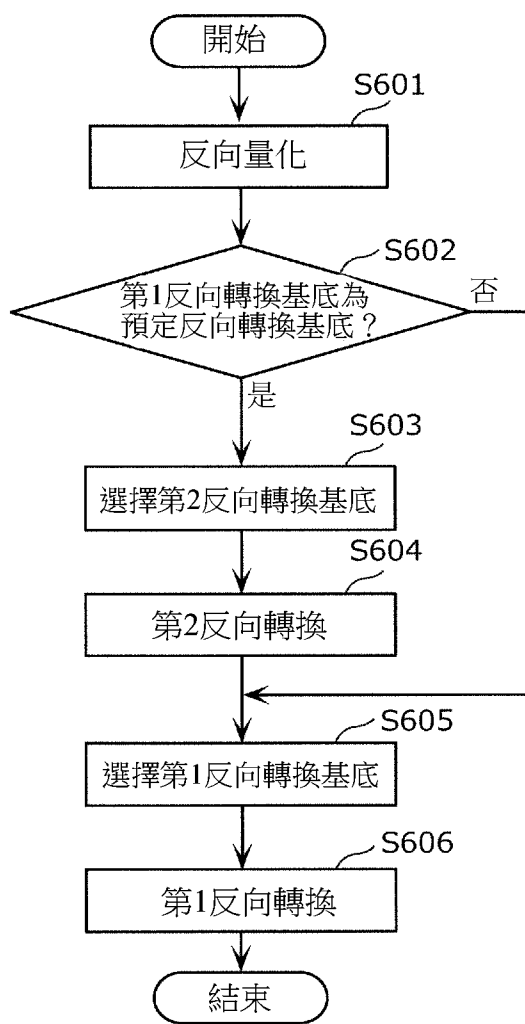 開始
S601
反向量化
S602
第1反向轉換基底為
預定反向轉換基底？
否
是
S603
選擇第2反向轉換基底
S604
第2反向轉換
S605
選擇第1反向轉換基底
S606
第1反向轉換
結束